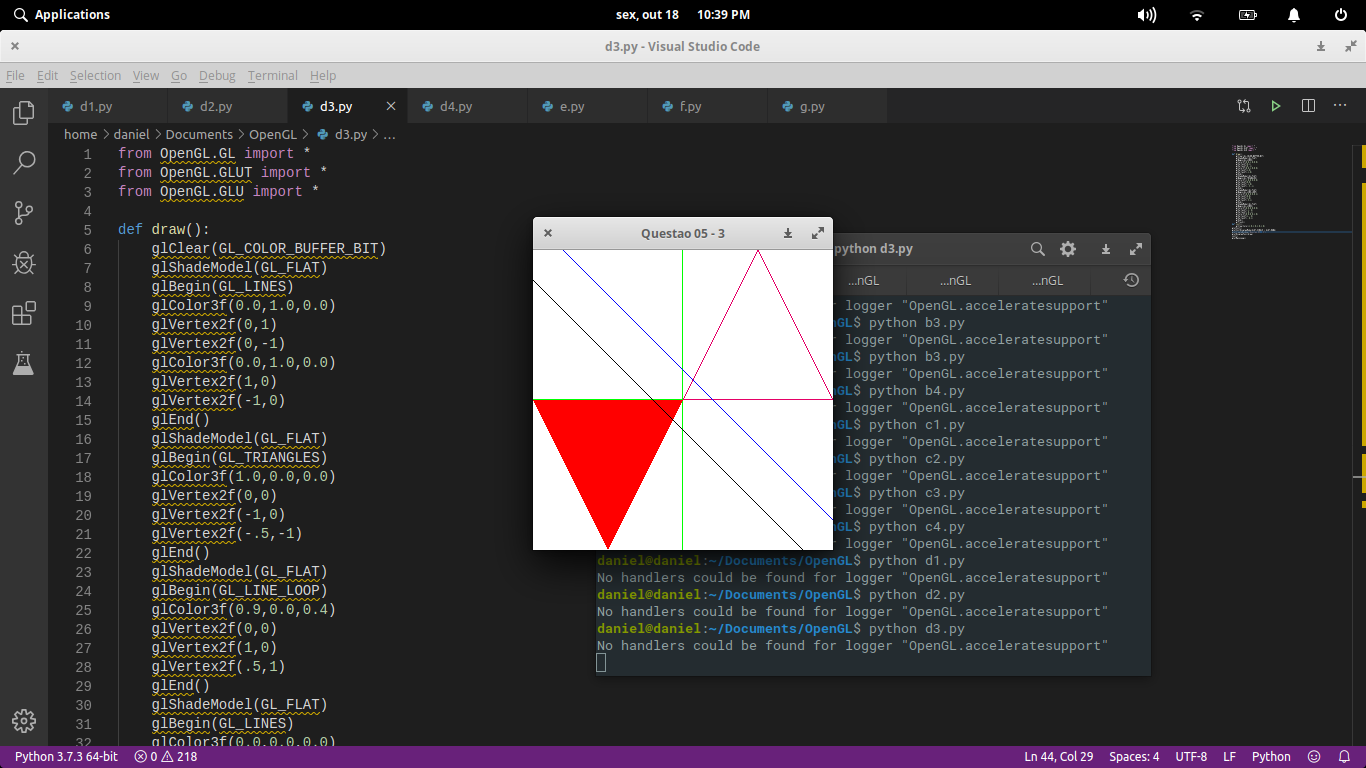 Applications sex, out 18 10:39 PM
d3.py - Visual Studio Code
File Edit Selection View Go Debug Terminal Help
d1.py d2.py d3.py d4.py e.py f.py g.py
home > daniel > Documents > OpenGL > d3.py > ...
1 from OpenGL.GL import *
2 from OpenGL.GLUT import *
3 from OpenGL.GLU import *
4
5 def draw():
6 glClear(GL_COLOR_BUFFER_BIT)
7 glShadeModel(GL_FLAT)
8 glBegin(GL_LINES)
9 glColor3f(0.0,1.0,0.0)
10 glVertex2f(0,1)
11 glVertex2f(0,-1)
12 glColor3f(0.0,1.0,0.0)
13 glVertex2f(1,0)
14 glVertex2f(-1,0)
15 glEnd()
16 glShadeModel(GL_FLAT)
17 glBegin(GL_TRIANGLES)
18 glColor3f(1.0,0.0,0.0)
19 glVertex2f(0,0)
20 glVertex2f(-1,0)
21 glVertex2f(-.5,-1)
22 glEnd()
23 glShadeModel(GL_FLAT)
24 glBegin(GL_LINE_LOOP)
25 glColor3f(0.9,0.0,0.4)
26 glVertex2f(0,0)
27 glVertex2f(1,0)
28 glVertex2f(.5,1)
29 glEnd()
30 glShadeModel(GL_FLAT)
31 glBegin(GL_LINES)
32 glColor3f(0.0,0.0,0.0)
Questao 05 - 3
python d3.py
...nGL ...nGL ...nGL
logger "OpenGL.acceleratesupport"
GL$ python b3.py
logger "OpenGL.acceleratesupport"
GL$ python b3.py
logger "OpenGL.acceleratesupport"
GL$ python b4.py
logger "OpenGL.acceleratesupport"
GL$ python c1.py
logger "OpenGL.acceleratesupport"
GL$ python c2.py
logger "OpenGL.acceleratesupport"
GL$ python c3.py
logger "OpenGL.acceleratesupport"
GL$ python c4.py
logger "OpenGL.acceleratesupport"
daniel@daniel:~/Documents/OpenGL$ python d1.py
No handlers could be found for logger "OpenGL.acceleratesupport"
daniel@daniel:~/Documents/OpenGL$ python d2.py
No handlers could be found for logger "OpenGL.acceleratesupport"
daniel@daniel:~/Documents/OpenGL$ python d3.py
No handlers could be found for logger "OpenGL.acceleratesupport"
Python 3.7.3 64-bit 0 218 Ln 44, Col 29 Spaces: 4 UTF-8 LF Python